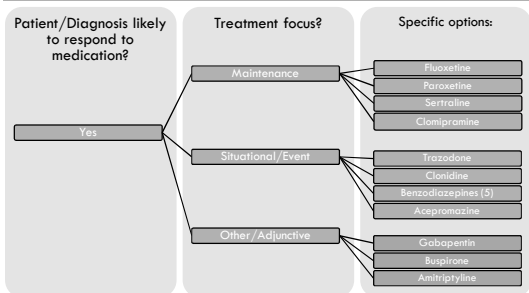 Patient/Diagnosis likely
to respond to
medication?
Treatment focus?
Specific options:
Yes
Maintenance
Situational/Event
Other/Adjunctive
Fluoxetine
Paroxetine
Sertraline
Clomipramine
Trazodone
Clonidine
Benzodiazepines (5)
Acepromazine
Gabapentin
Buspirone
Amitriptyline